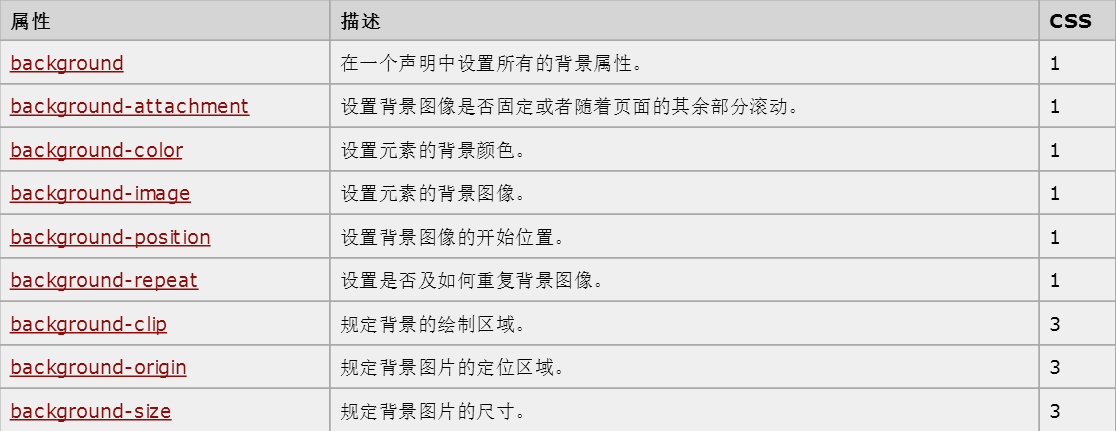 属性 描述 CSS
background 在一个声明中设置所有的背景属性。 1
background-attachment 设置背景图像是否固定或者随着页面的其余部分滚动。 1
background-color 设置元素的背景颜色。 1
background-image 设置元素的背景图像。 1
background-position 设置背景图像的开始位置。 1
background-repeat 设置是否及如何重复背景图像。 1
background-clip 规定背景的绘制区域。 3
background-origin 规定背景图片的定位区域。 3
background-size 规定背景图片的尺寸。 3